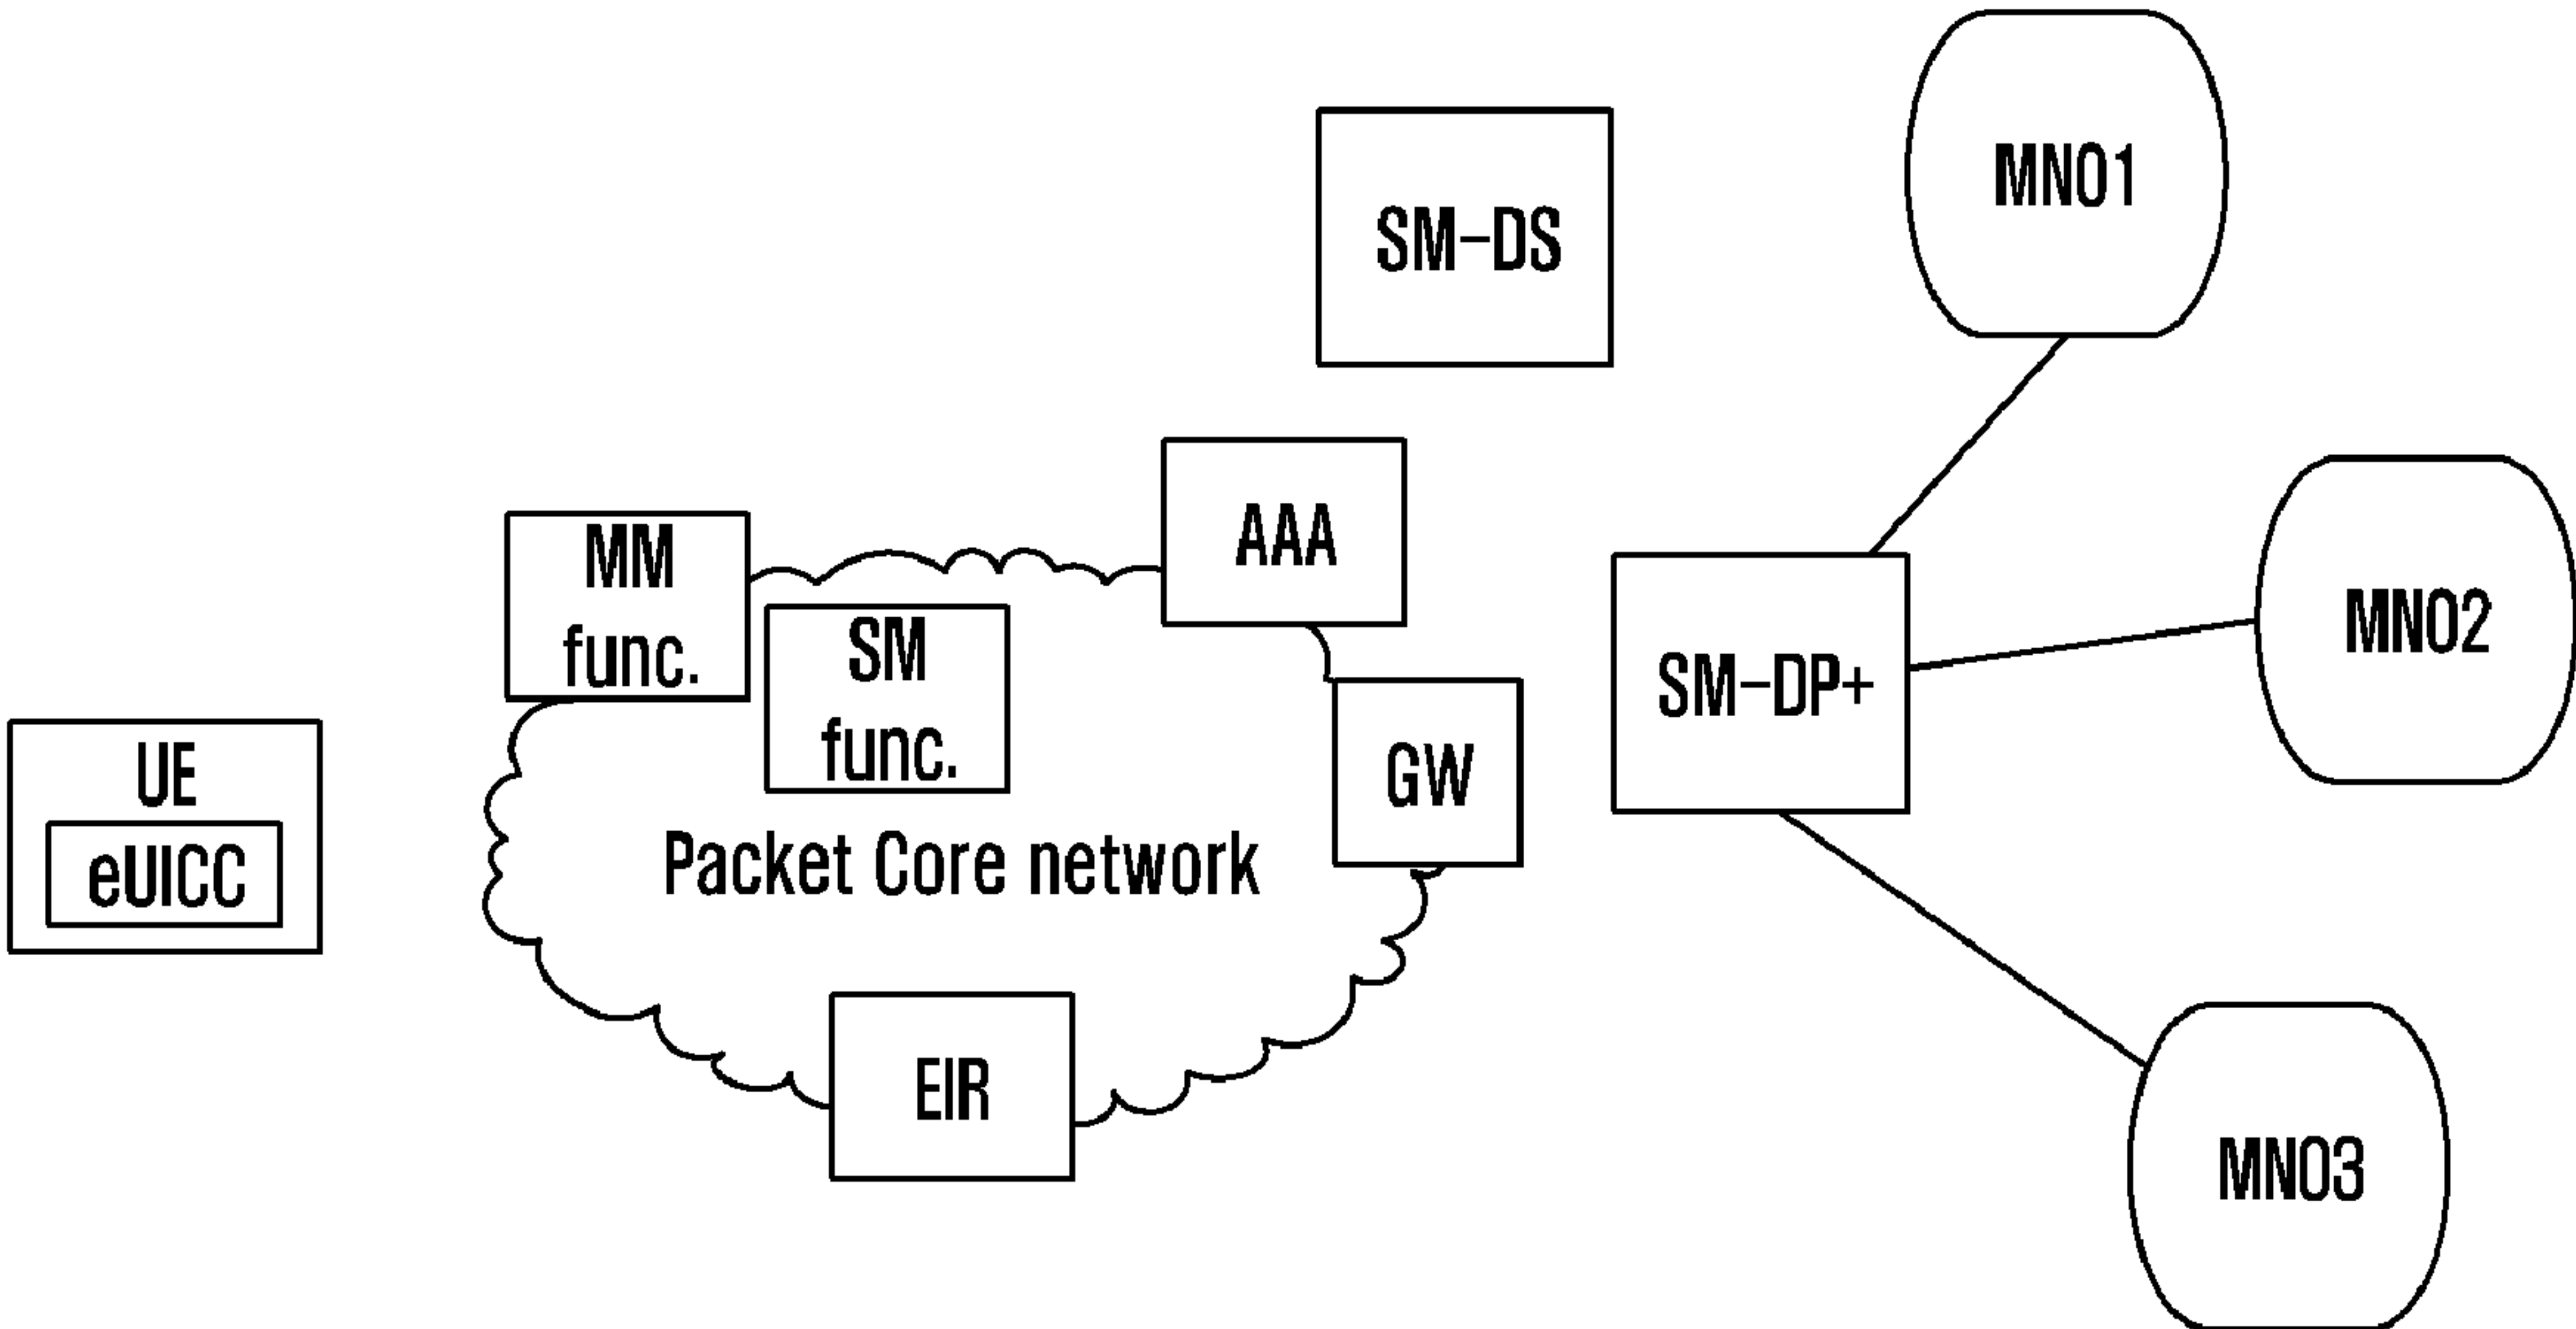 MNO1
SM-DS
AAA
MM
func.
SM
func.
MNO2
SM-DP+
UE
eUICC
GW
Packet Core network
EIR
MNO3